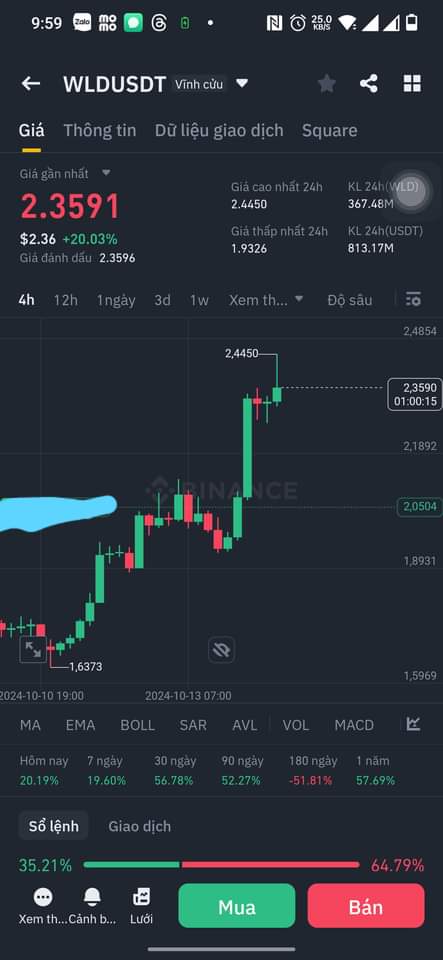 9:59 Zalo mo mo 25.0 KB/S
WLDUSDT Vĩnh cửu
Giá Thông tin Dữ liệu giao dịch Square
Giá gần nhất
2.3591
$2.36 +20.03%
Giá đánh dấu 2.3596
Giá cao nhất 24h KL 24h(WLD)
2.4450 367.48M
Giá thấp nhất 24h KL 24h(USDT)
1.9326 813.17M
4h 12h 1ngày 3d 1w Xem th... Độ sâu
2,4854
2,4450
2,3590
01:00:15
2,1892
BINANCE
2,0504
1,8931
1,6373
1,5969
2024-10-10 19:00 2024-10-13 07:00
MA EMA BOLL SAR AVL VOL MACD
Hôm nay 7 ngày 30 ngày 90 ngày 180 ngày 1 năm
20.19% 19.60% 56.78% 52.27% -51.81% 57.69%
Sổ lệnh Giao dịch
35.21% 64.79%
Xem th... Cảnh b... Lưới Mua Bán